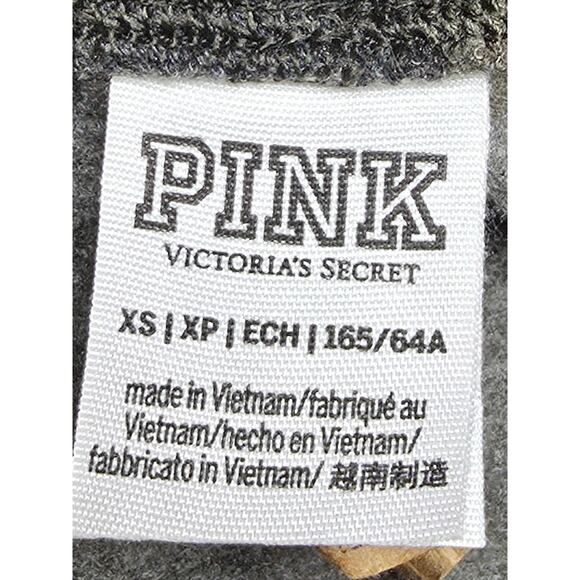 PINK
VICTORIA'S SECRET
XS | XP | ECH | 165/64A
made in Vietnam/fabriqué au
Vietnam/hecho en Vietnam/
fabbricato in Vietnam/ 越南制造